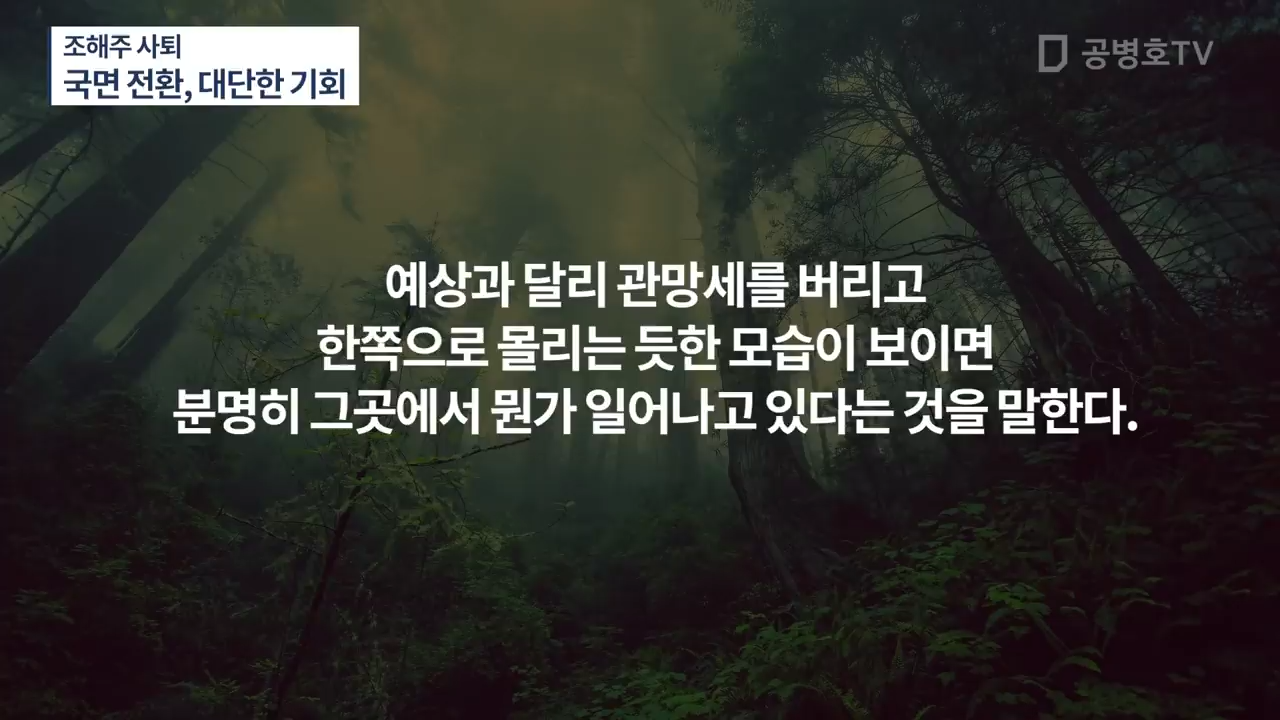 조해주 사퇴
국면 전환, 대단한 기회
공병호TV
예상과 달리 관망세를 버리고
한쪽으로 몰리는 듯한 모습이 보이면
분명히 그곳에서 뭔가 일어나고 있다는 것을 말한다.